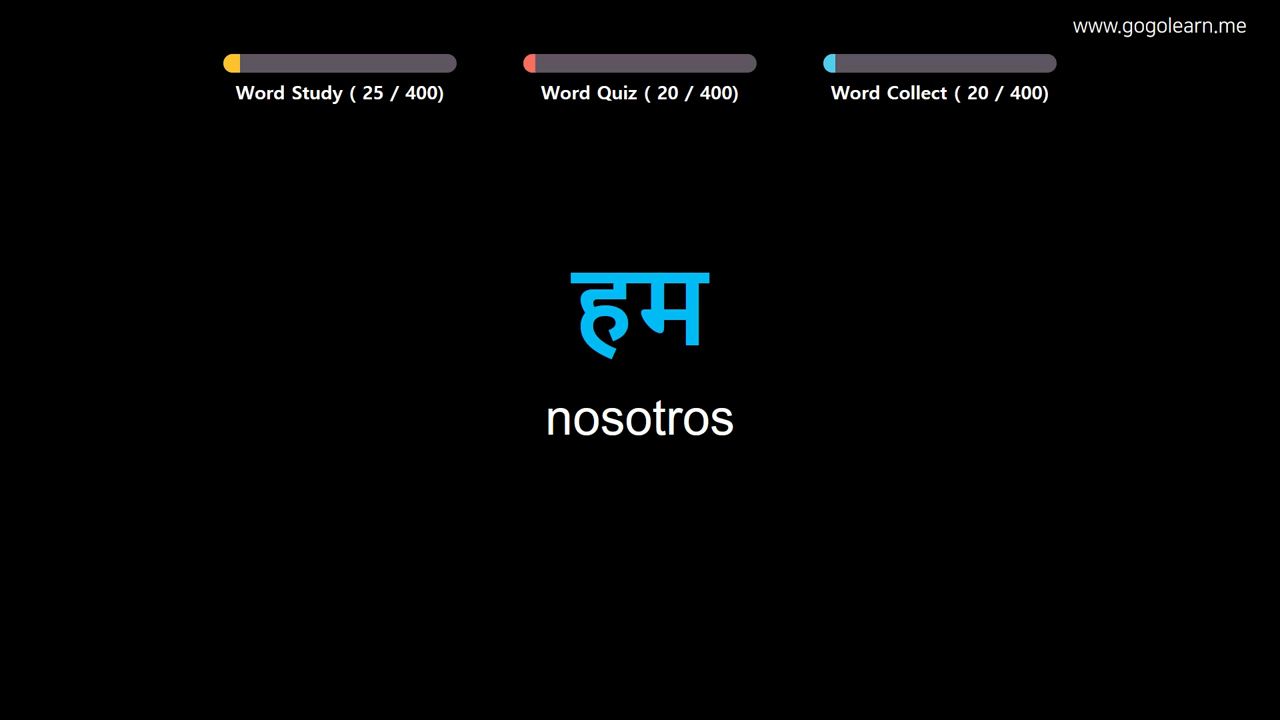 www.gogolearn.me
Word Study ( 25 / 400)
Word Quiz ( 20 / 400)
Word Collect ( 20 / 400)
हम
nosotros